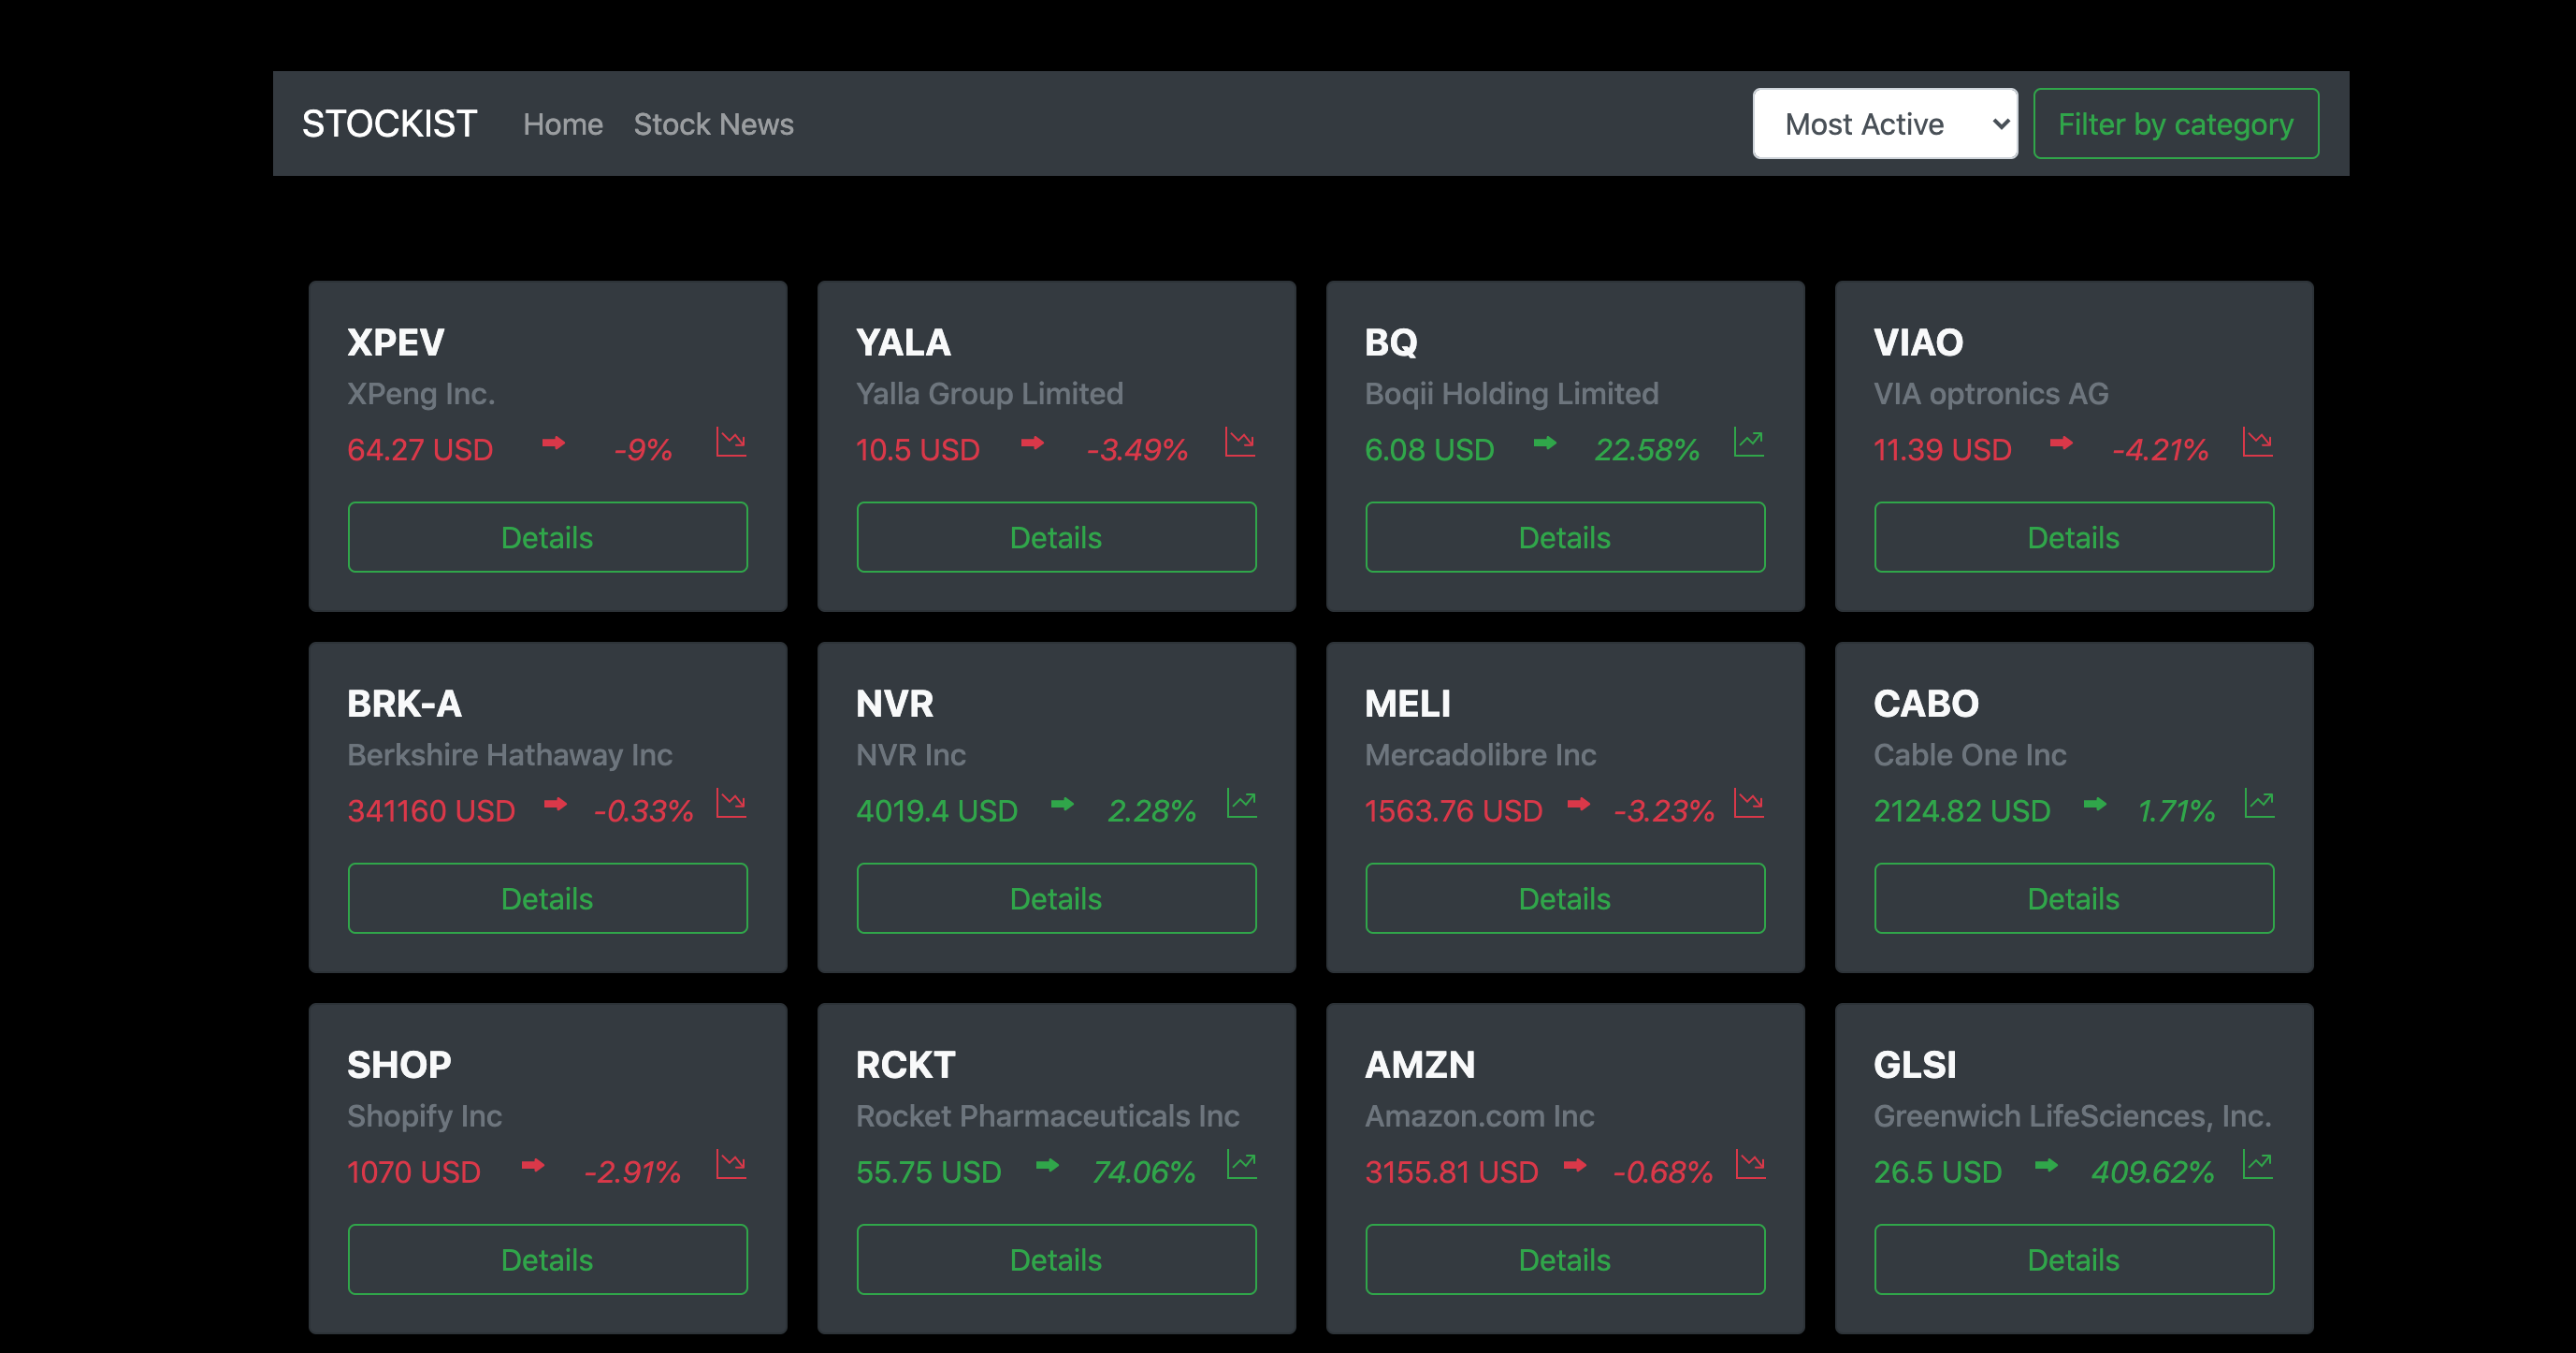 STOCKIST Home Stock News Most Active Filter by category
XPEV
XPeng Inc.
64.27 USD -9%
Details
YALA
Yalla Group Limited
10.5 USD -3.49%
Details
BQ
Boqii Holding Limited
6.08 USD 22.58%
Details
VIAO
VIA optronics AG
11.39 USD -4.21%
Details
BRK-A
Berkshire Hathaway Inc
341160 USD -0.33%
Details
NVR
NVR Inc
4019.4 USD 2.28%
Details
MELI
Mercadolibre Inc
1563.76 USD -3.23%
Details
CABO
Cable One Inc
2124.82 USD 1.71%
Details
SHOP
Shopify Inc
1070 USD -2.91%
Details
RCKT
Rocket Pharmaceuticals Inc
55.75 USD 74.06%
Details
AMZN
Amazon.com Inc
3155.81 USD -0.68%
Details
GLSI
Greenwich LifeSciences, Inc.
26.5 USD 409.62%
Details